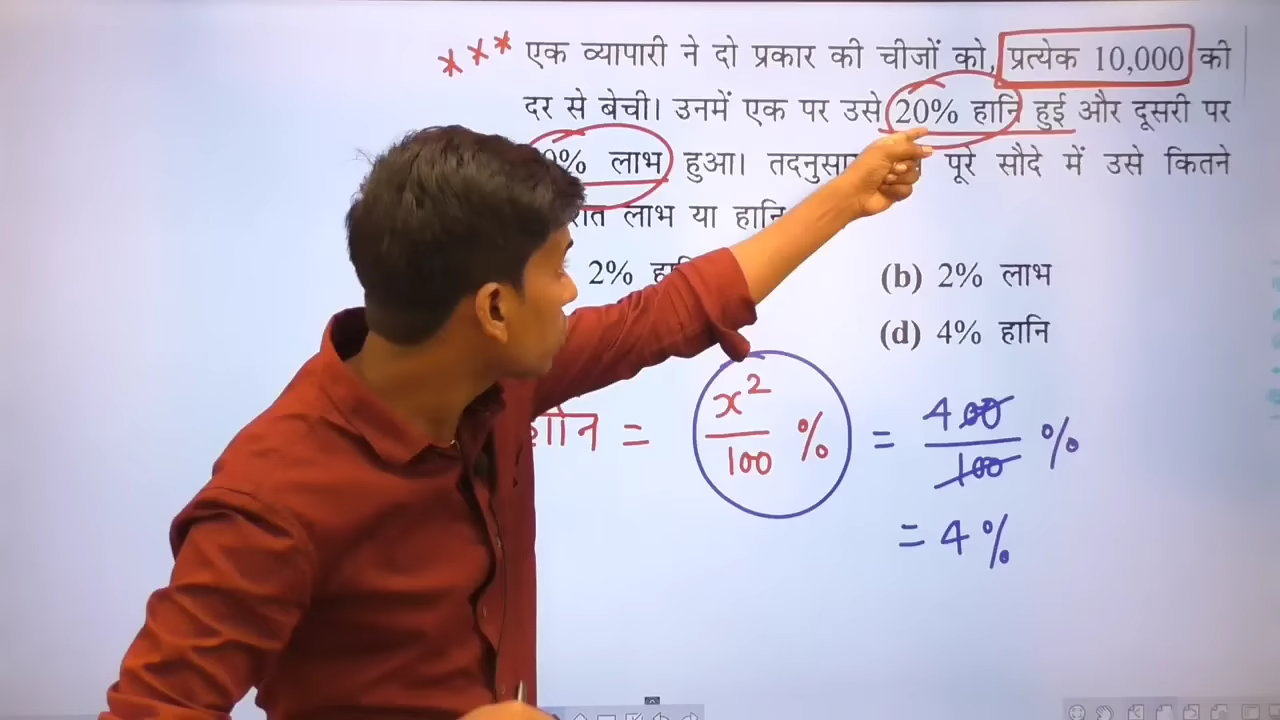 *** एक व्यापारी ने दो प्रकार की चीजों को, प्रत्येक 10,000 की
दर से बेची। उनमें एक पर उसे 20% हानि हुई और दूसरी पर
लाभ हुआ। पूरे सौदे में उसे कितने
लाभ या हानि
2%
(b) 2% लाभ
(d) 4% हानि
= x²/100 % = 400/100 %
= 4%